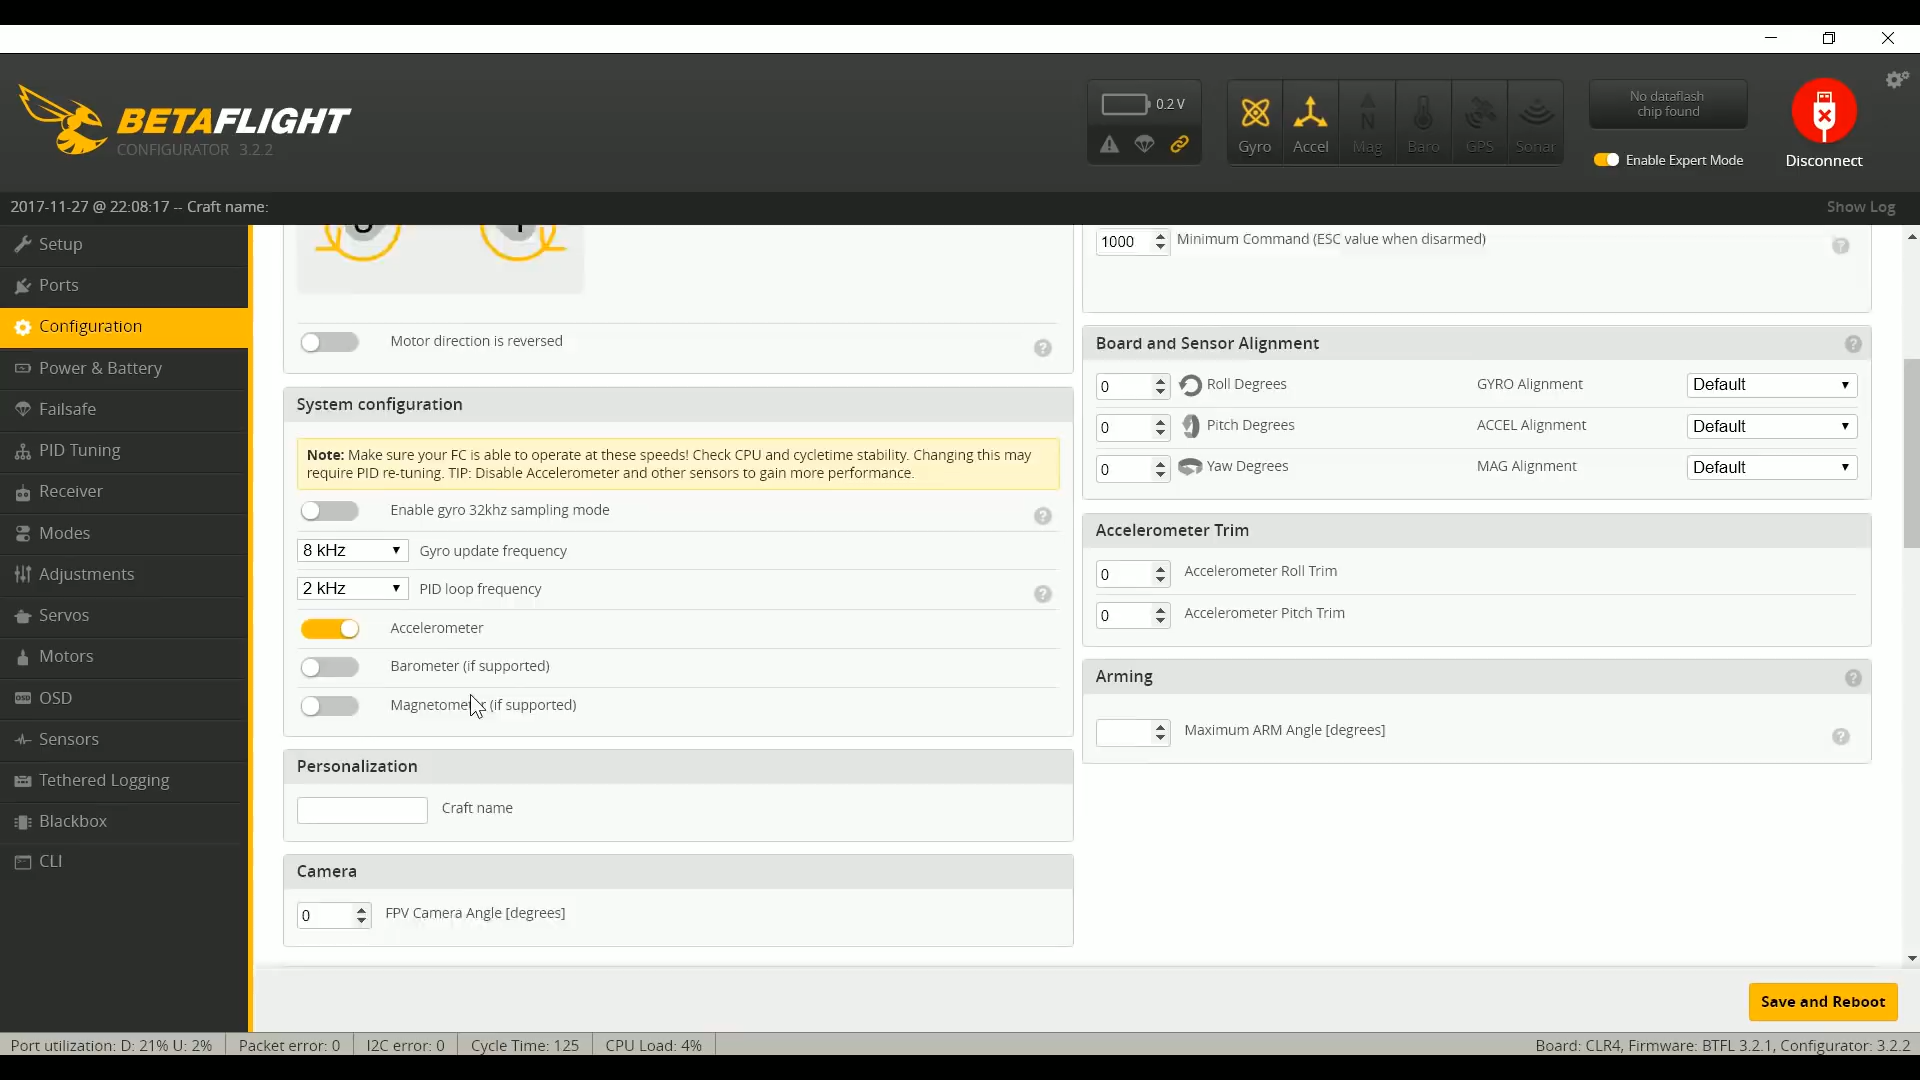 BETAFLIGHT
CONFIGURATOR 3.2.2
0.2 V
Gyro
Accel
Mag
Baro
GPS
Sonar
No dataflash
chip found
Enable Expert Mode
Disconnect
2017-11-27 @ 22:08:17 -- Craft name:
Show Log
Setup
Ports
Configuration
Power & Battery
Failsafe
PID Tuning
Receiver
Modes
Adjustments
Servos
Motors
OSD
Sensors
Tethered Logging
Blackbox
CLI
Motor direction is reversed
System configuration
Note: Make sure your FC is able to operate at these speeds! Check CPU and cycletime stability. Changing this may
require PID re-tuning. TIP: Disable Accelerometer and other sensors to gain more performance.
Enable gyro 32khz sampling mode
8 kHz Gyro update frequency
2 kHz PID loop frequency
Accelerometer
Barometer (if supported)
Magnetometer (if supported)
Personalization
Craft name
Camera
0 FPV Camera Angle [degrees]
1000 Minimum Command (ESC value when disarmed)
Board and Sensor Alignment
0 Roll Degrees GYRO Alignment Default
0 Pitch Degrees ACCEL Alignment Default
0 Yaw Degrees MAG Alignment Default
Accelerometer Trim
0 Accelerometer Roll Trim
0 Accelerometer Pitch Trim
Arming
Maximum ARM Angle [degrees]
Save and Reboot
Port utilization: D: 21% U: 2% Packet error: 0 I2C error: 0 Cycle Time: 125 CPU Load: 4% Board: CLR4, Firmware: BTFL 3.2.1, Configurator: 3.2.2